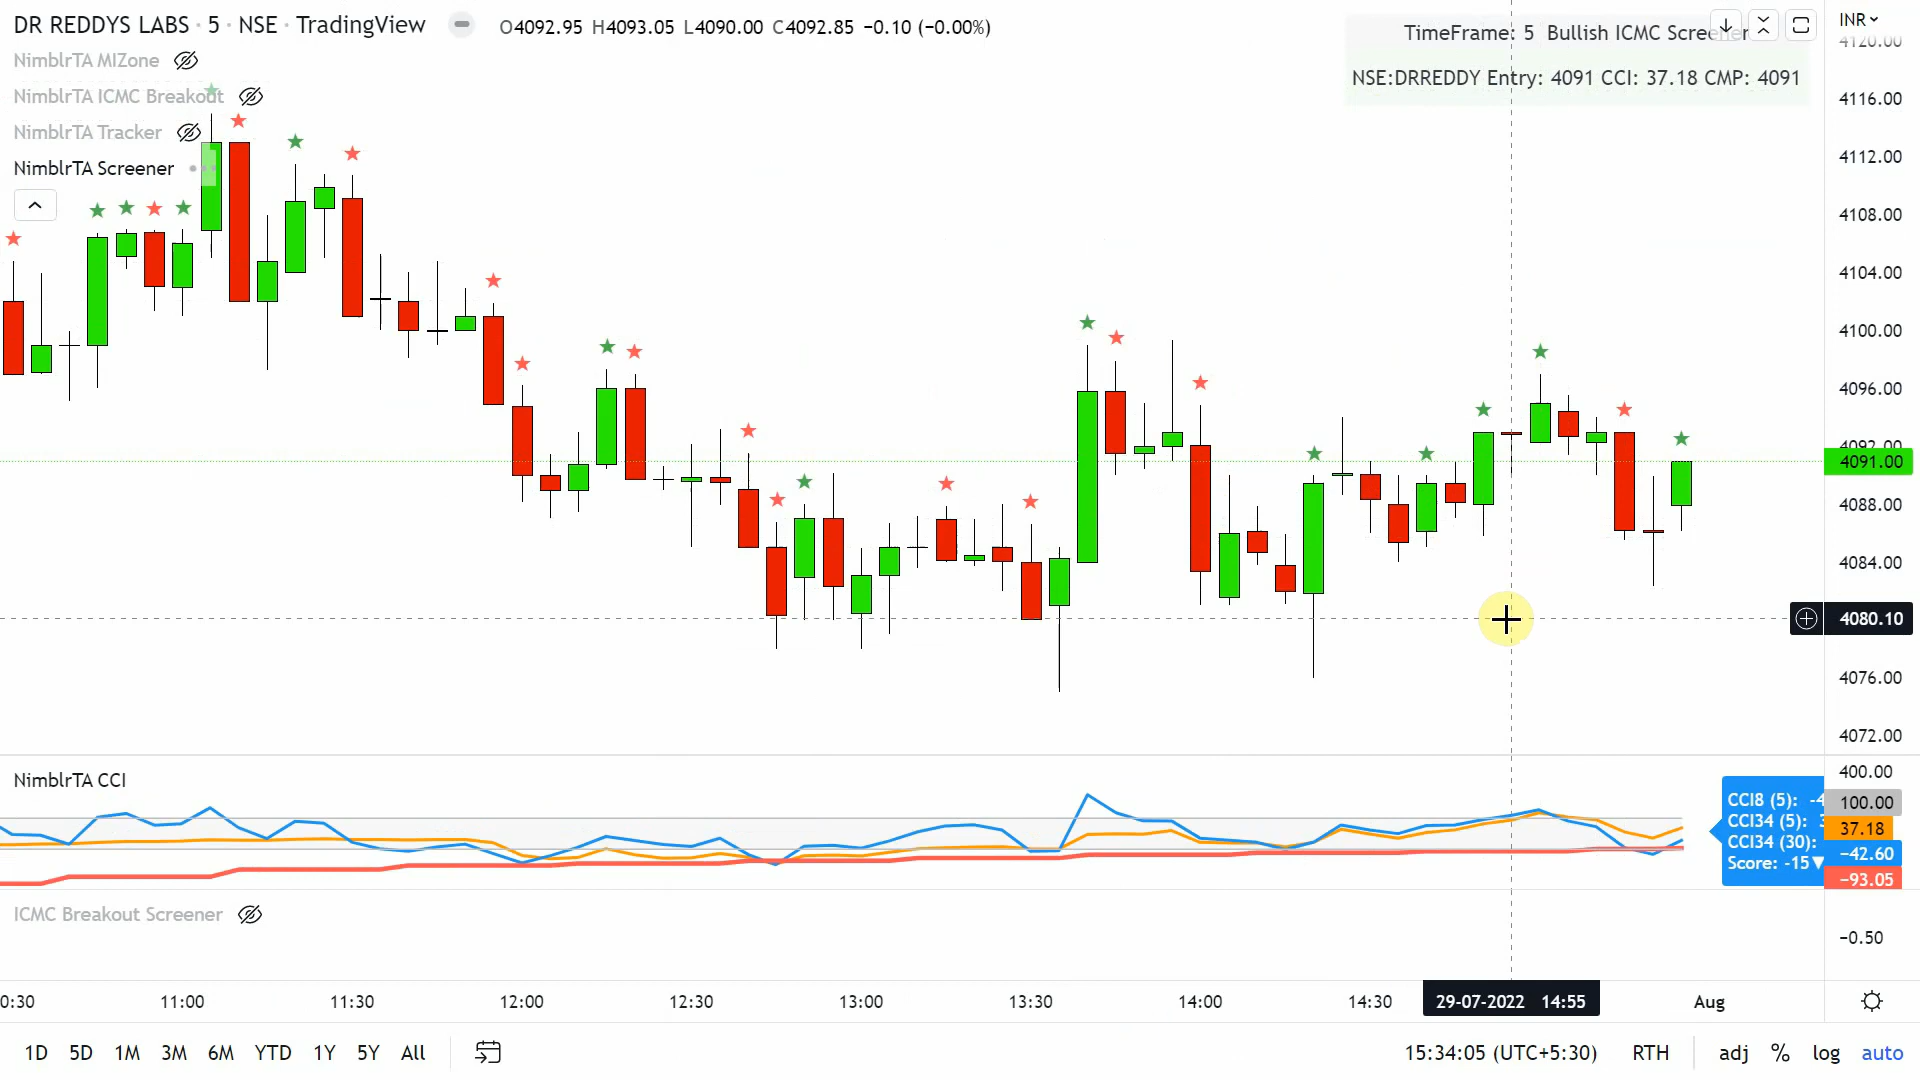 DR REDDYS LABS · 5 · NSE · TradingView
O4092.95 H4093.05 L4090.00 C4092.85 −0.10 (−0.00%)
NimblrTA MIZone
NimblrTA ICMC Breakout
NimblrTA Tracker
NimblrTA Screener
TimeFrame: 5 Bullish ICMC Screener
NSE:DRREDDY Entry: 4091 CCI: 37.18 CMP: 4091
INR
4120.00
4116.00
4112.00
4108.00
4104.00
4100.00
4096.00
4092.00
4091.00
4088.00
4084.00
4080.10
4076.00
4072.00
NimblrTA CCI
400.00
100.00
37.18
−42.60
−93.05
CCI8 (5): -4
CCI34 (5):
CCI34 (30):
Score: -15▼
ICMC Breakout Screener
−0.50
0:30
11:00
11:30
12:00
12:30
13:00
13:30
14:00
14:30
29-07-2022 14:55
Aug
1D 5D 1M 3M 6M YTD 1Y 5Y All
15:34:05 (UTC+5:30) RTH adj % log auto